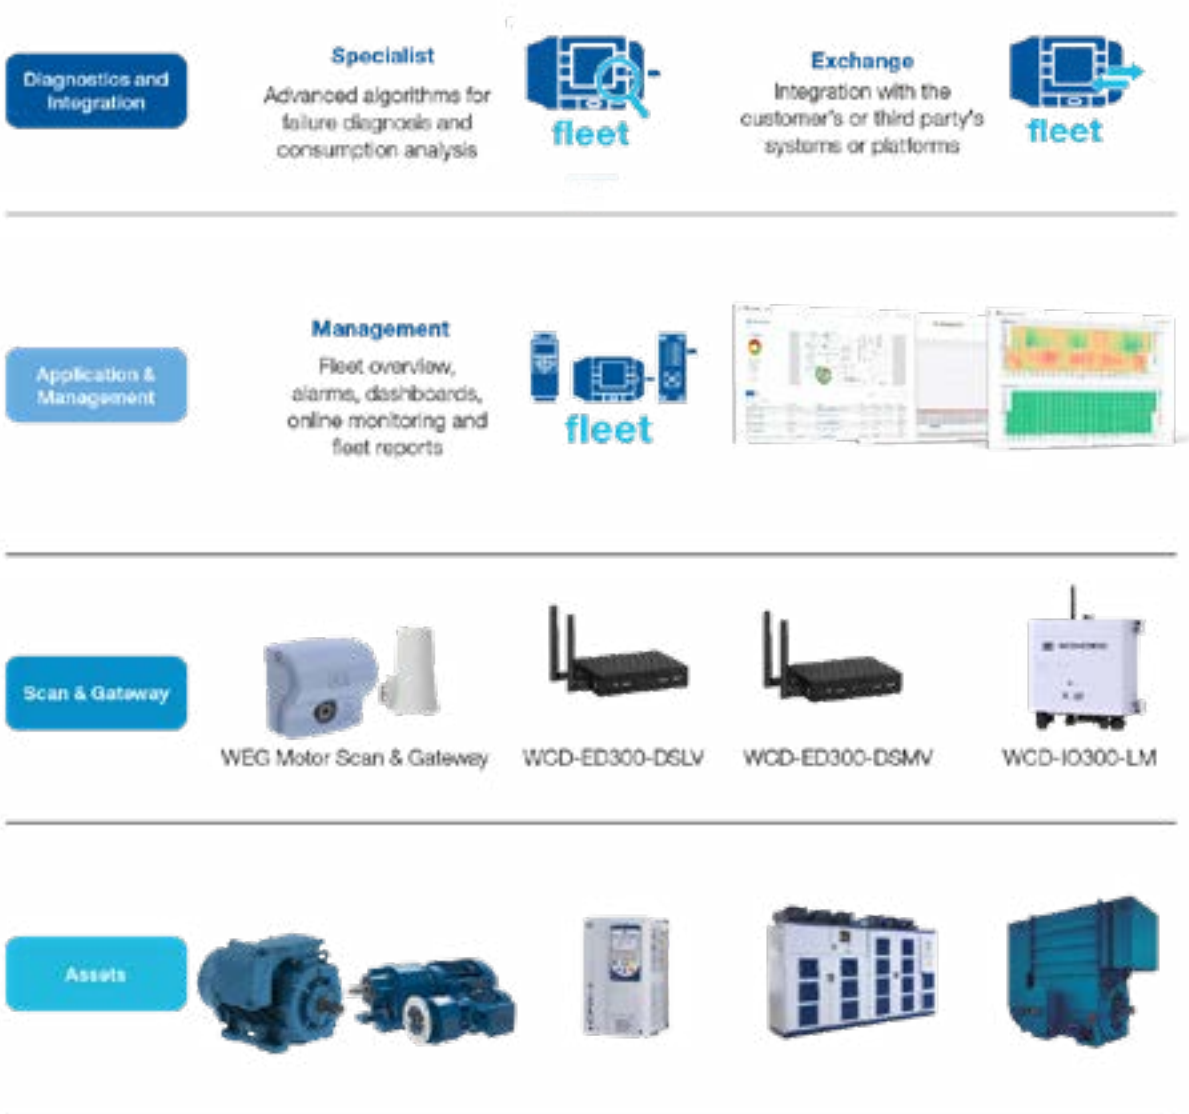 Diagnostics and
Integration
Specialist
Advanced algorithms for
failure diagnosis and
consumption analysis
fleet
Exchange
Integration with the
customer's or third party's
systems or platforms
fleet
Application &
Management
Management
Fleet overview,
alarms, dashboards,
online monitoring and
fleet reports
fleet
Scan & Gateway
WEG Motor Scan & Gateway
WCD-ED300-DSLV
WCD-ED300-DSMV
WCD-IO300-LM
Assets